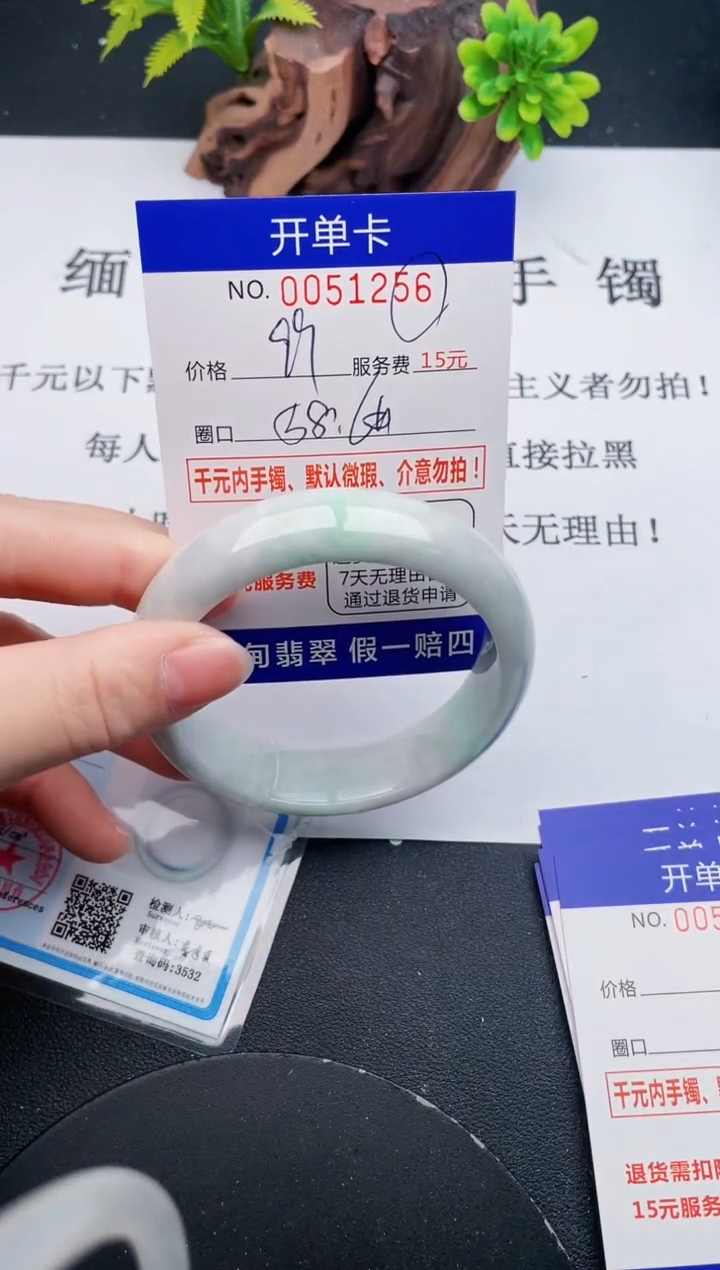 开单卡
NO. 0051256
价格 服务费 15元
圈口 58.
千元内手镯、默认微瑕、介意勿拍！
服务费
7天无理由
通过退货申请
甸翡翠 假一赔四
缅 手 镯
千元以下 主义者勿拍！
每人 直接拉黑
天无理由！
ferences
检测人:
Surveyor
审核人:
查询码:3532
开单
NO. 005
价格
圈口
千元内手镯、
退货需扣
15元服务